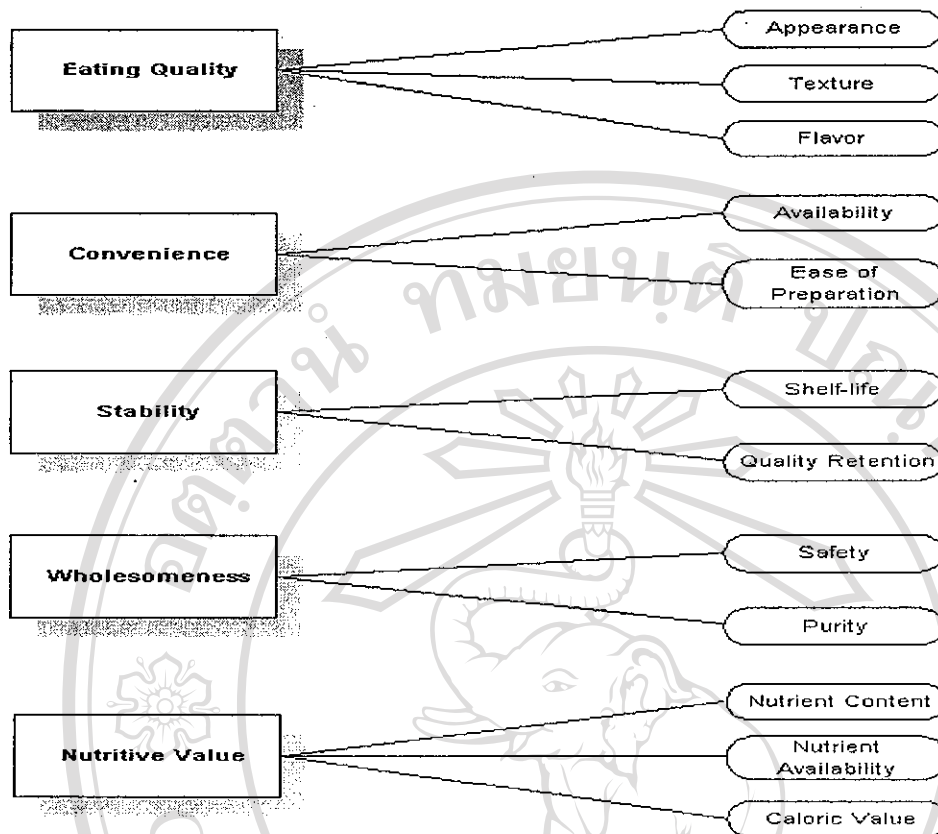 Eating Quality
Appearance
Texture
Flavor
Convenience
Availability
Ease of
Preparation
Stability
Shelf-life
Quality Retention
Wholesomeness
Safety
Purity
Nutritive Value
Nutrient Content
Nutrient
Availability
Caloric Value